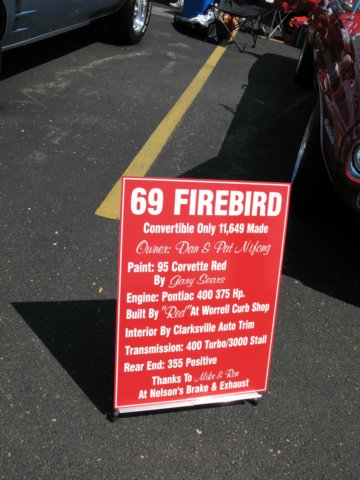 69 FIREBIRD
Convertible Only 11,649 Made
Owner: Dan & Pat Nifong
Paint: 95 Corvette Red
By Gary Sears
Engine: Pontiac 400 375 Hp.
Built By "Red" At Worrell Curb Shop
Interior By Clarksville Auto Trim
Transmission: 400 Turbo/3000 Stall
Rear End: 355 Positive
Thanks To Mike & Ron
At Nelson's Brake & Exhaust